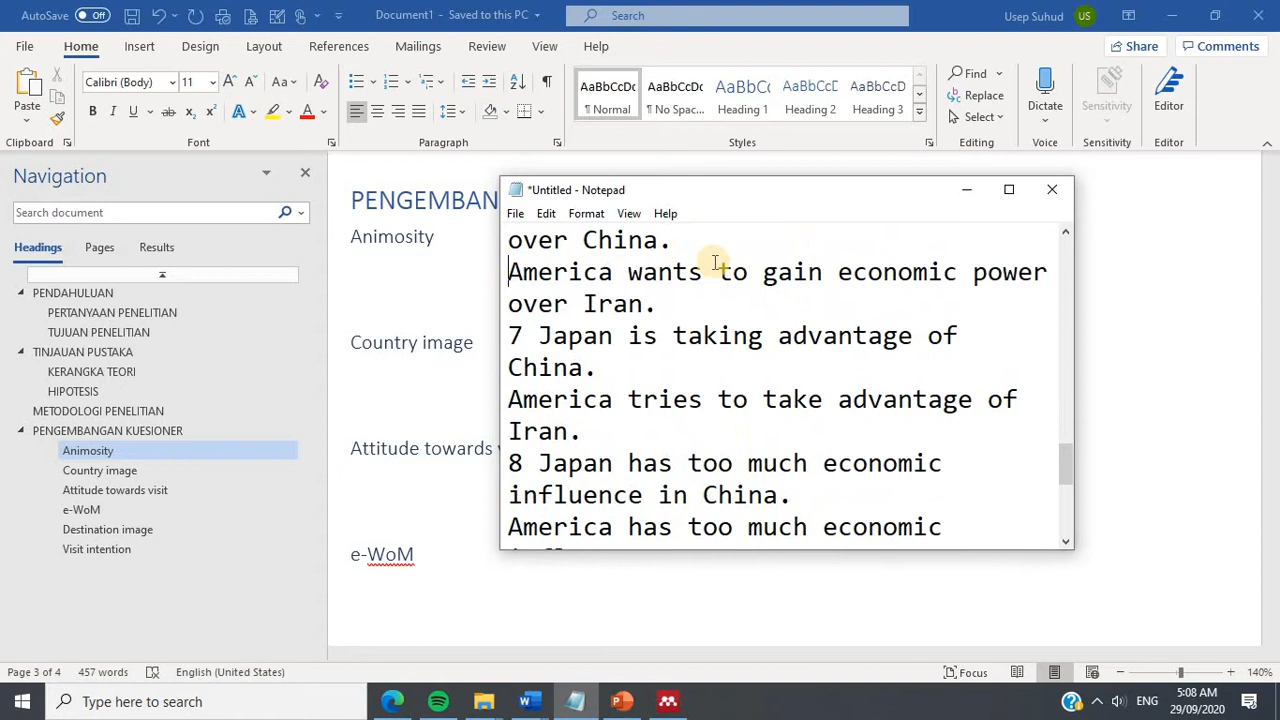 AutoSave Off Document1 - Saved to this PC Search Usep Suhud US
File Home Insert Design Layout References Mailings Review View Help Share Comments
Calibri (Body) 11 Aa
AaBbCcDc AaBbCcDc AaBbCc AaBbCcD AaBbCcD
Find
Replace
Select
Paste
B I U ab x₂ x² A A
¶ Normal ¶ No Spac... Heading 1 Heading 2 Heading 3
Dictate Sensitivity Editor
Clipboard Font Paragraph Styles Editing Voice Sensitivity Editor
Navigation
Search document
Headings Pages Results
PENDAHULUAN
PERTANYAAN PENELITIAN
TUJUAN PENELITIAN
TINJAUAN PUSTAKA
KERANGKA TEORI
HIPOTESIS
METODOLOGI PENELITIAN
PENGEMBANGAN KUESIONER
Animosity
Country image
Attitude towards visit
e-WoM
Destination image
Visit intention
PENGEMBAN
Animosity
Country image
Attitude towards
e-WoM
*Untitled - Notepad
File Edit Format View Help
over China.
America wants to gain economic power
over Iran.
7 Japan is taking advantage of
China.
America tries to take advantage of
Iran.
8 Japan has too much economic
influence in China.
America has too much economic
Page 3 of 4 457 words English (United States) Focus 140%
Type here to search
ENG
5:08 AM
29/09/2020